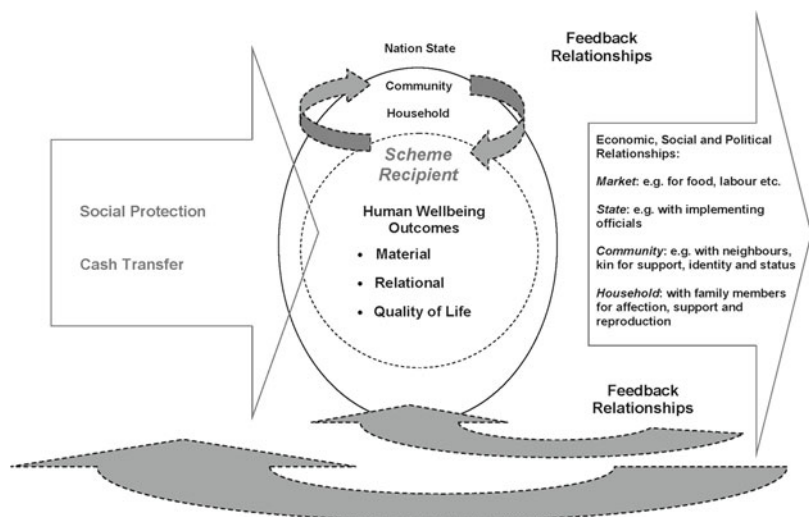 Nation State
Community
Household
Feedback
Relationships
Social Protection
Cash Transfer
Scheme
Recipient
Human Wellbeing
Outcomes
• Material
• Relational
• Quality of Life
Economic, Social and Political
Relationships:
Market: e.g. for food, labour etc.
State: e.g. with implementing
officials
Community: e.g. with neighbours,
kin for support, identity and status
Household: with family members
for affection, support and
reproduction
Feedback
Relationships